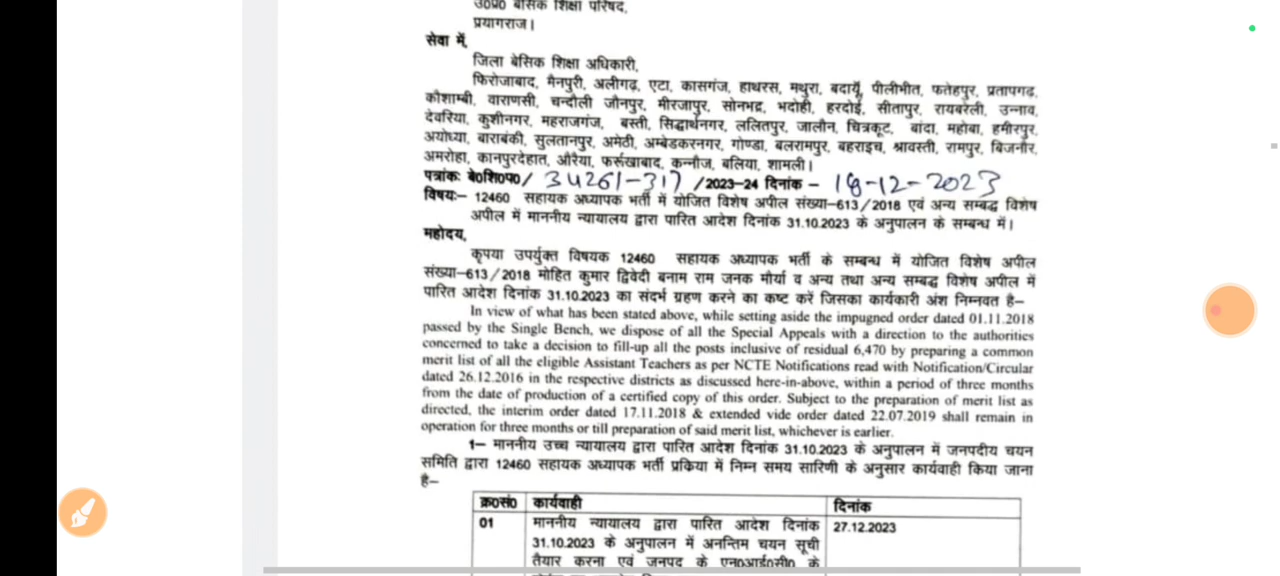 उ0प्र0 बेसिक शिक्षा परिषद,
प्रयागराज।
सेवा में,
जिला बेसिक शिक्षा अधिकारी,
फिरोजाबाद, मैनपुरी, अलीगढ़, एटा, कासगंज, हाथरस, मथुरा, बदायूँ, पीलीभीत, फतेहपुर, प्रतापगढ़,
कौशाम्बी, वाराणसी, चन्दौली जौनपुर, मीरजापुर, सोनभद्र, भदोही, हरदोई, सीतापुर, रायबरेली, उन्नाव,
देवरिया, कुशीनगर, महराजगंज, बस्ती, सिद्धार्थनगर, ललितपुर, जालौन, चित्रकूट, बांदा, महोबा, हमीरपुर,
अयोध्या, बाराबंकी, सुलतानपुर, अमेठी, अम्बेडकरनगर, गोण्डा, बलरामपुर, बहराइच, श्रावस्ती, रामपुर, बिजनौर,
अमरोहा, कानपुरदेहात, औरैया, फर्रूखाबाद, कन्नौज, बलिया, शामली।
पत्रांकः बे0शि0प0/ 34261-317 /2023-24 दिनांक – 18-12-2023
विषयः– 12460 सहायक अध्यापक भर्ती में योजित विशेष अपील संख्या–613/2018 एवं अन्य सम्बद्ध विशेष
अपील में माननीय न्यायालय द्वारा पारित आदेश दिनांक 31.10.2023 के अनुपालन के सम्बन्ध में।
महोदय,
कृपया उपर्युक्त विषयक 12460 सहायक अध्यापक भर्ती के सम्बन्ध में योजित विशेष अपील
संख्या–613/2018 मोहित कुमार द्विवेदी बनाम राम जनक मौर्या व अन्य तथा अन्य सम्बद्ध विशेष अपील में
पारित आदेश दिनांक 31.10.2023 का संदर्भ ग्रहण करने का कष्ट करें जिसका कार्यकारी अंश निम्नवत है–
In view of what has been stated above, while setting aside the impugned order dated 01.11.2018
passed by the Single Bench, we dispose of all the Special Appeals with a direction to the authorities
concerned to take a decision to fill-up all the posts inclusive of residual 6,470 by preparing a common
merit list of all the eligible Assistant Teachers as per NCTE Notifications read with Notification/Circular
dated 26.12.2016 in the respective districts as discussed here-in-above, within a period of three months
from the date of production of a certified copy of this order. Subject to the preparation of merit list as
directed, the interim order dated 17.11.2018 & extended vide order dated 22.07.2019 shall remain in
operation for three months or till preparation of said merit list, whichever is earlier.
1– माननीय उच्च न्यायालय द्वारा पारित आदेश दिनांक 31.10.2023 के अनुपालन में जनपदीय चयन
समिति द्वारा 12460 सहायक अध्यापक भर्ती प्रकिया में निम्न समय सारिणी के अनुसार कार्यवाही किया जाना
है–
क्र0सं0 कार्यवाही दिनांक
01 माननीय न्यायालय द्वारा पारित आदेश दिनांक 27.12.2023
31.10.2023 के अनुपालन में अनन्तिम चयन सूची
तैयार करना एवं जनपद के एन0आई0सी0 के